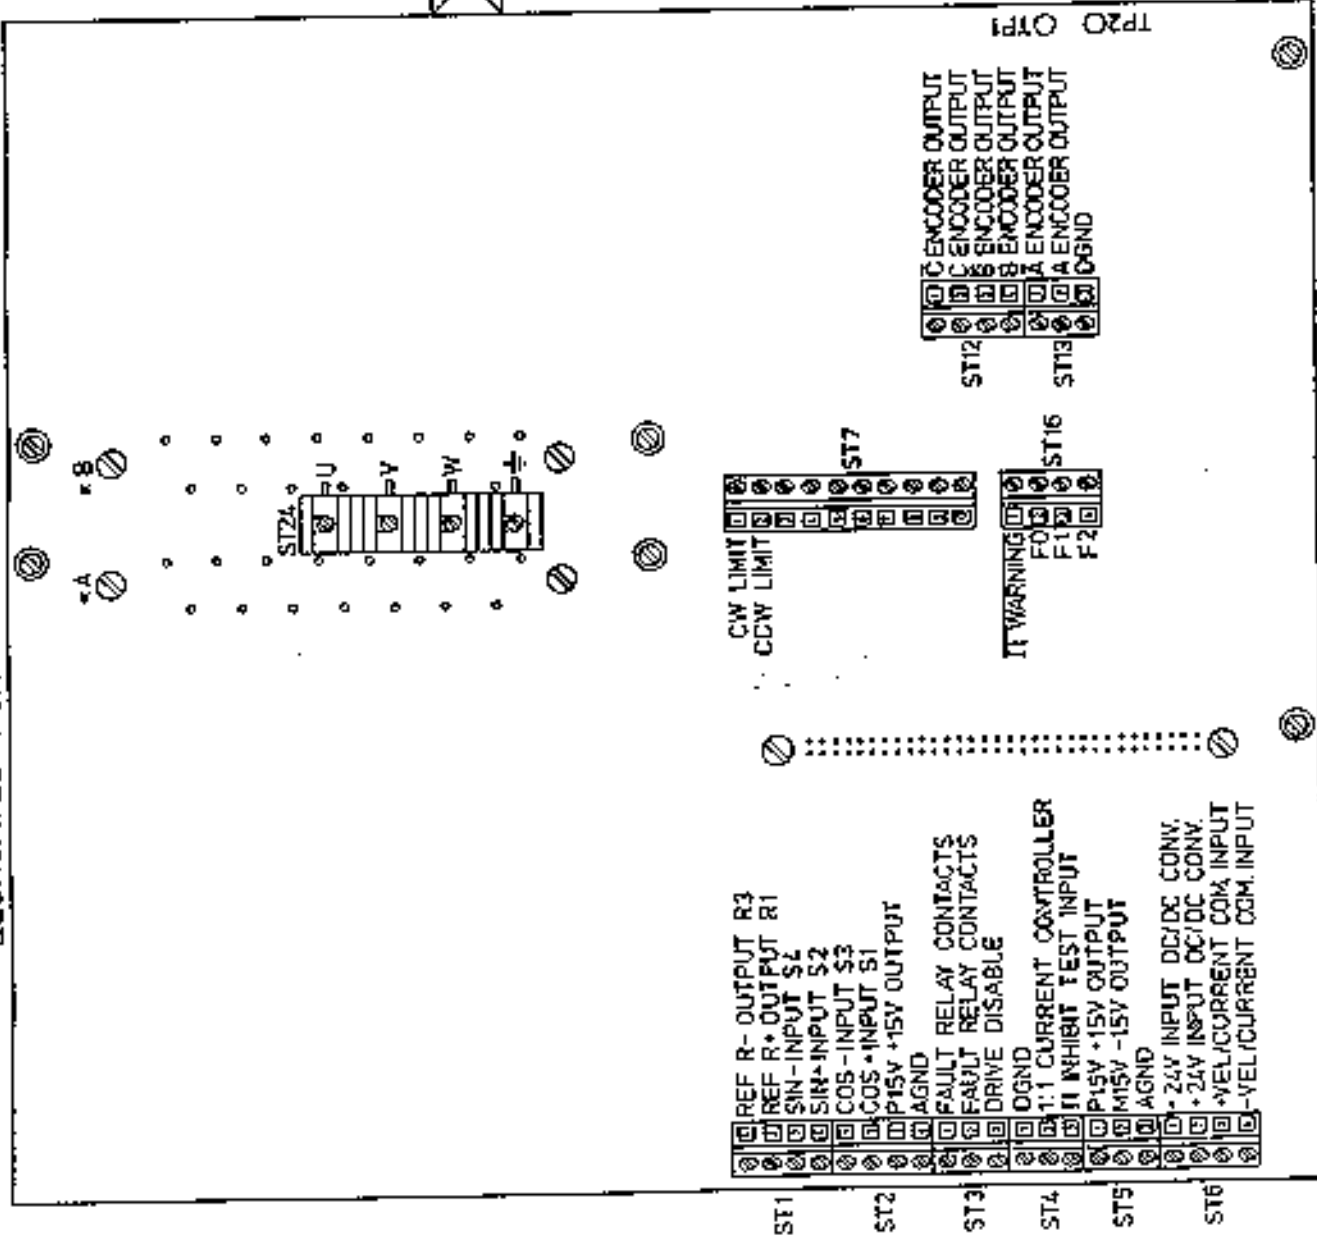 TP1
TP2
C ENCODER OUTPUT
C ENCODER OUTPUT
B ENCODER OUTPUT
B ENCODER OUTPUT
A ENCODER OUTPUT
A ENCODER OUTPUT
DGND
ST12
ST13
B
A
ST24
U
V
W
ST7
CW LIMIT
CCW LIMIT
ST16
IT WARNING
F0
F1
F2
REF R- OUTPUT R3
REF R+ OUTPUT R1
SIN-INPUT S4
SIN+INPUT S2
COS-INPUT S3
COS+INPUT S1
P15V +15V OUTPUT
AGND
FAULT RELAY CONTACTS
FAULT RELAY CONTACTS
DRIVE DISABLE
DGND
1:1 CURRENT CONTROLLER
INHIBIT TEST INPUT
P15V +15V OUTPUT
M15V -15V OUTPUT
AGND
24V INPUT DC/DC CONV.
+24V INPUT DC/DC CONV.
+VEL/CURRENT COM. INPUT
-VEL/CURRENT COM. INPUT
ST1
ST2
ST3
ST4
ST5
ST6